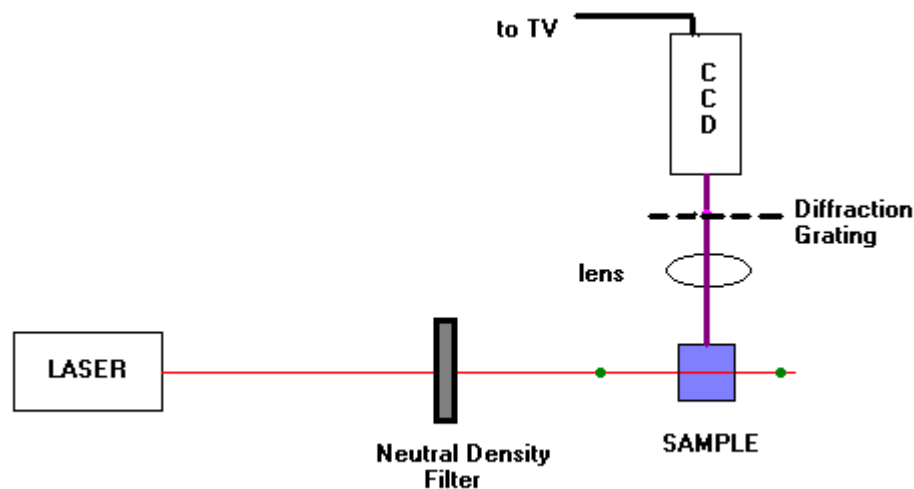 to TV
C
C
D
Diffraction
Grating
lens
LASER
Neutral Density
Filter
SAMPLE